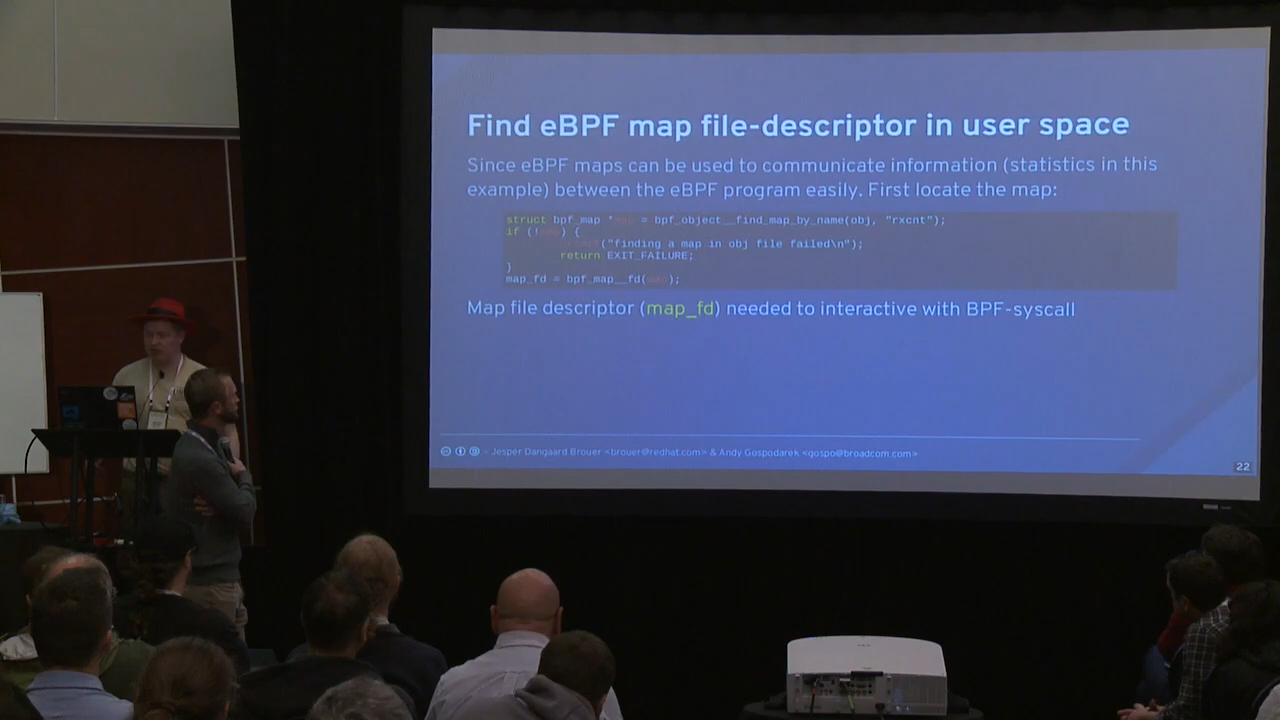 Find eBPF map file-descriptor in user space
Since eBPF maps can be used to communicate information (statistics in this
example) between the eBPF program easily. First locate the map:
struct bpf_map *map = bpf_object__find_map_by_name(obj, "rxcnt");
if (!map) {
("finding a map in obj file failed\n");
return EXIT_FAILURE;
}
map_fd = bpf_map__fd(map);
Map file descriptor (map_fd) needed to interactive with BPF-syscall
- Jesper Dangaard Brouer <brouer@redhat.com> & Andy Gospodarek <gospo@broadcom.com>
22